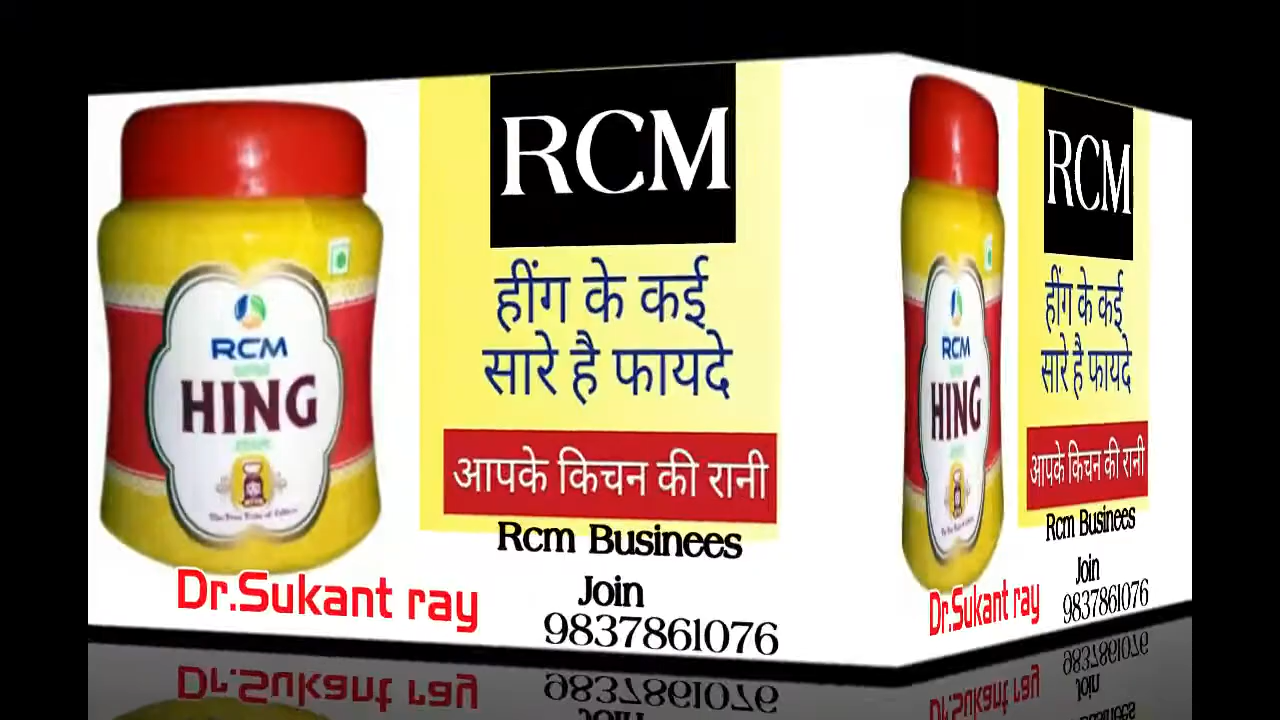 RCM
हींग के कई
सारे है फायदे
आपके किचन की रानी
Rcm Businees
Join
9837861076
RCM
HING
Dr.Sukant ray
RCM
हींग के कई
सारे है फायदे
आपके किचन की रानी
Rcm Businees
Join
9837861076
RCM
HING
Dr.Sukant ray